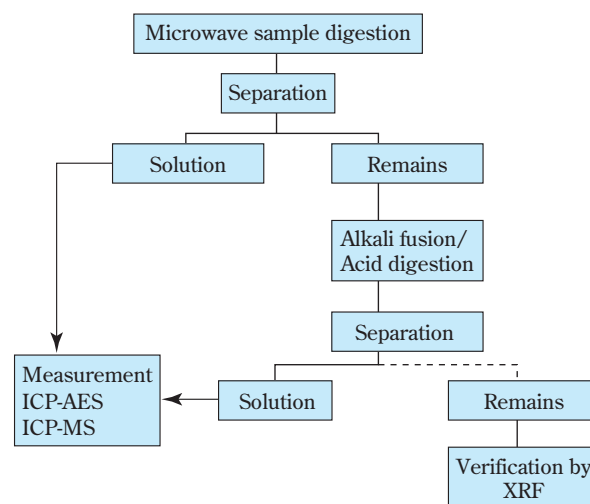 Microwave sample digestion
Separation
Solution
Remains
Alkali fusion/
Acid digestion
Separation
Measurement
ICP-AES
ICP-MS
Solution
Remains
Verification by
XRF